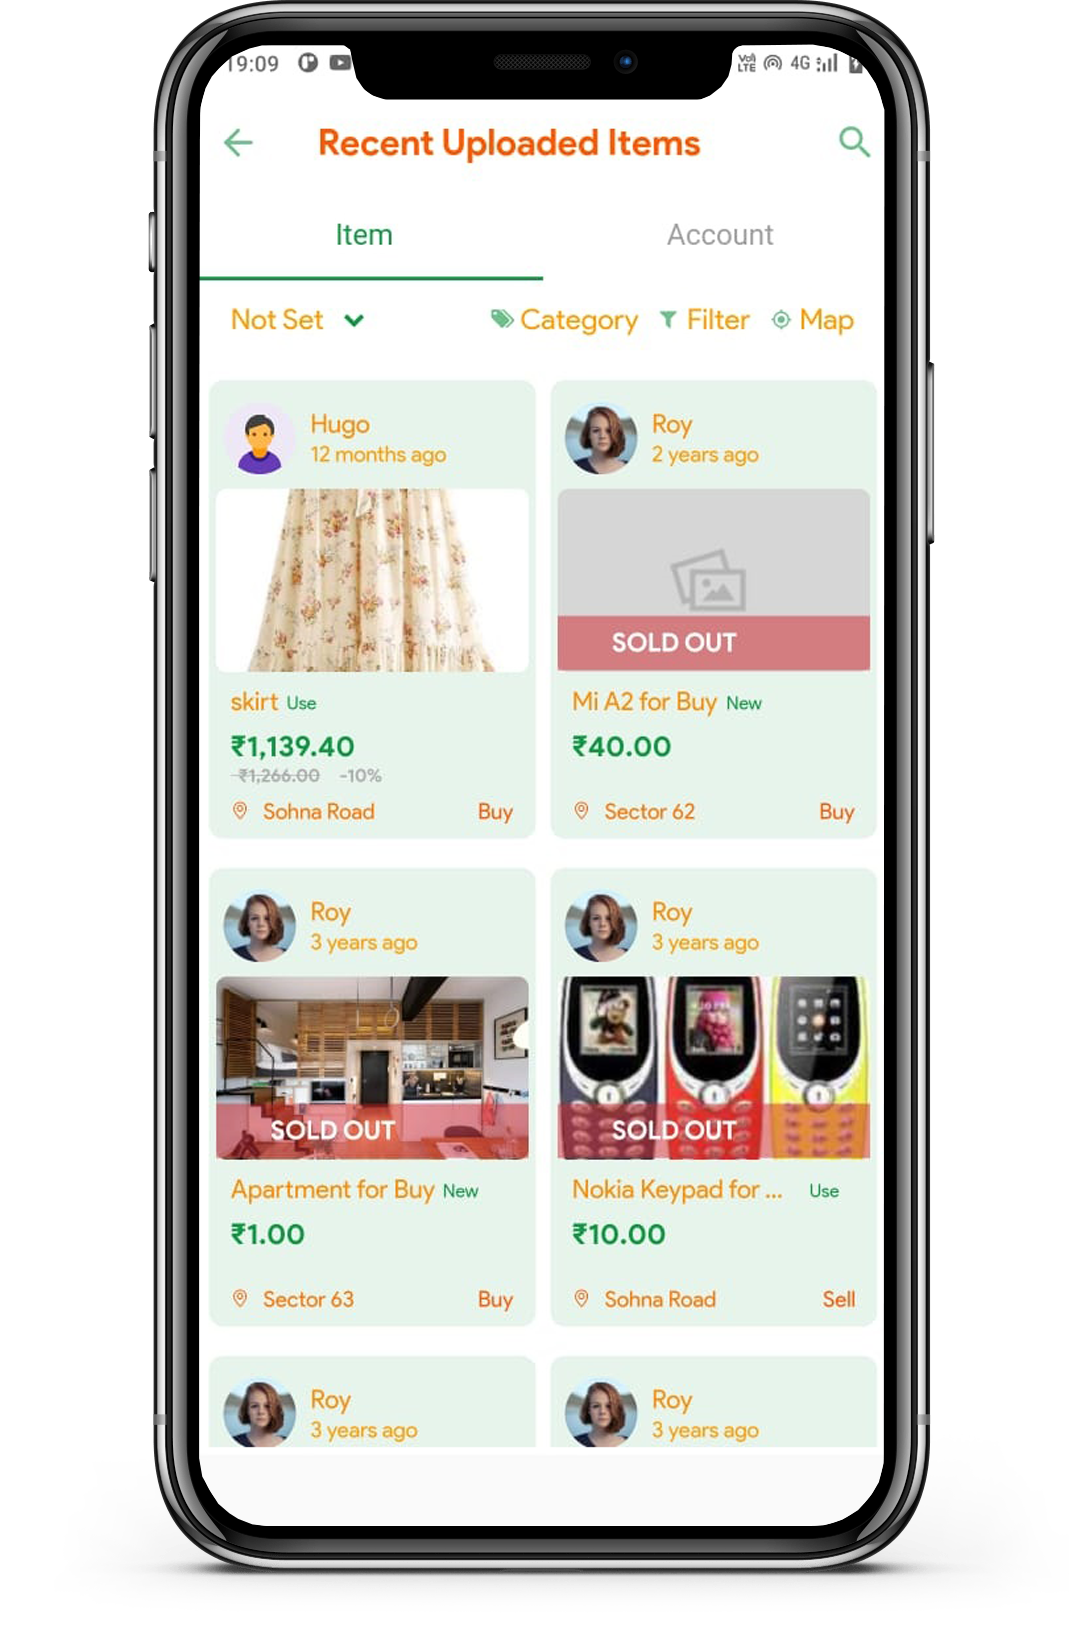 19:09 Vo) LTE 4G
Recent Uploaded Items
Item Account
Not Set Category Filter Map
Hugo
12 months ago
Roy
2 years ago
SOLD OUT
skirt Use
₹1,139.40
₹1,266.00 -10%
Sohna Road Buy
Mi A2 for Buy New
₹40.00
Sector 62 Buy
Roy
3 years ago
Roy
3 years ago
SOLD OUT
SOLD OUT
Apartment for Buy New
₹1.00
Sector 63 Buy
Nokia Keypad for ... Use
₹10.00
Sohna Road Sell
Roy
3 years ago
Roy
3 years ago